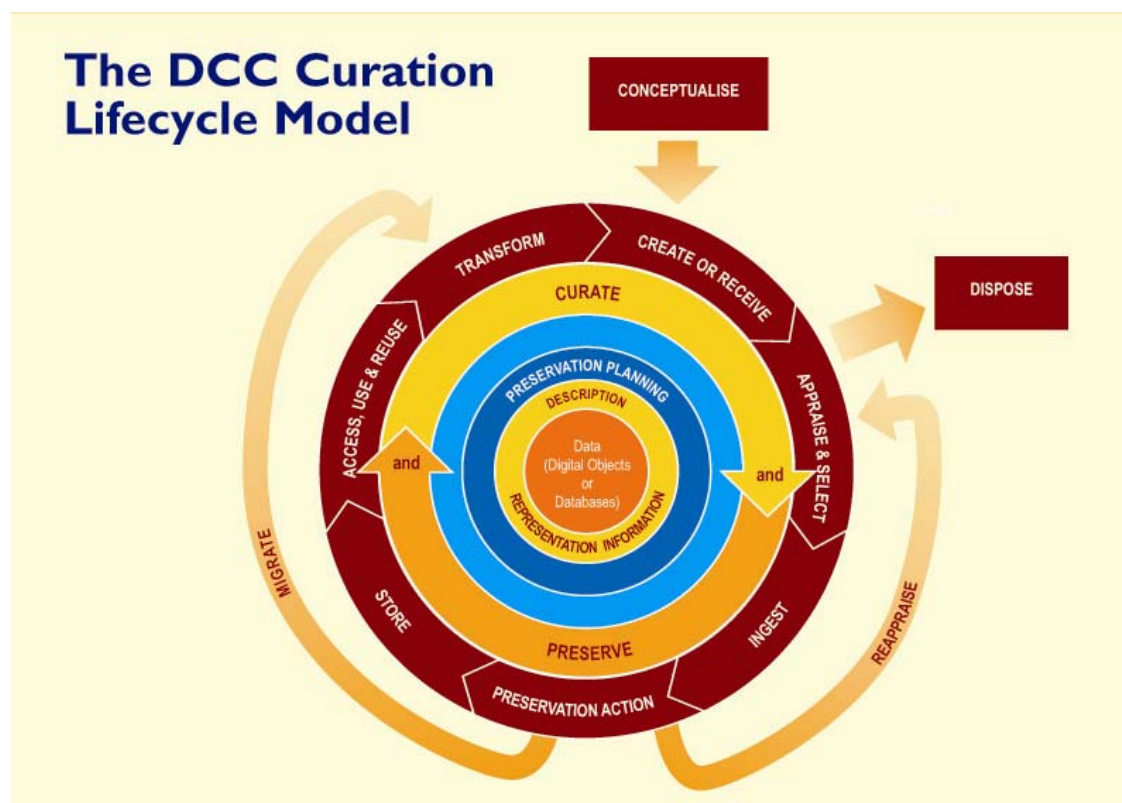 The DCC Curation
Lifecycle Model
CONCEPTUALISE
DISPOSE
TRANSFORM
CREATE OR RECEIVE
APPRAISE & SELECT
INGEST
PRESERVATION ACTION
STORE
ACCESS, USE & REUSE
CURATE
and
PRESERVE
and
PRESERVATION PLANNING
DESCRIPTION
REPRESENTATION INFORMATION
Data
(Digital Objects
or
Databases)
MIGRATE
REAPPRAISE